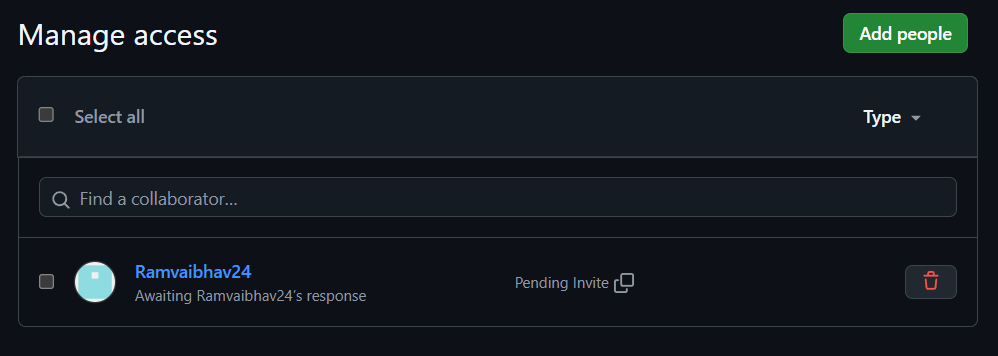 Manage access
Add people
Select all
Type
Find a collaborator...
Ramvaibhav24
Awaiting Ramvaibhav24's response
Pending Invite